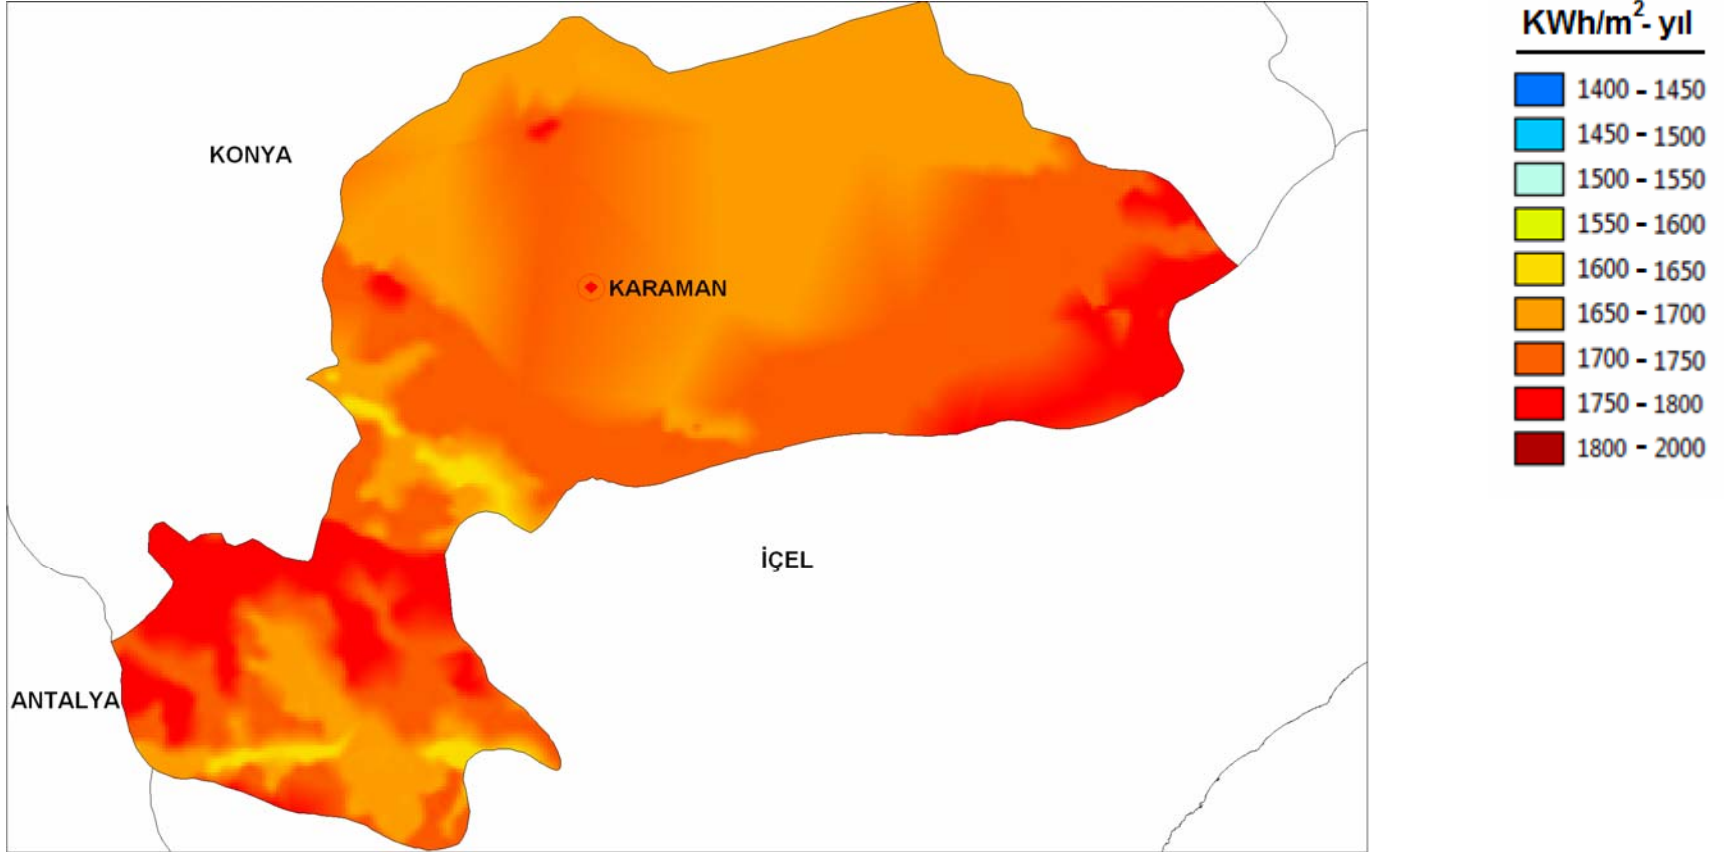 KONYA
KARAMAN
İÇEL
ANTALYA
KWh/m²- yıl
1400 - 1450
1450 - 1500
1500 - 1550
1550 - 1600
1600 - 1650
1650 - 1700
1700 - 1750
1750 - 1800
1800 - 2000